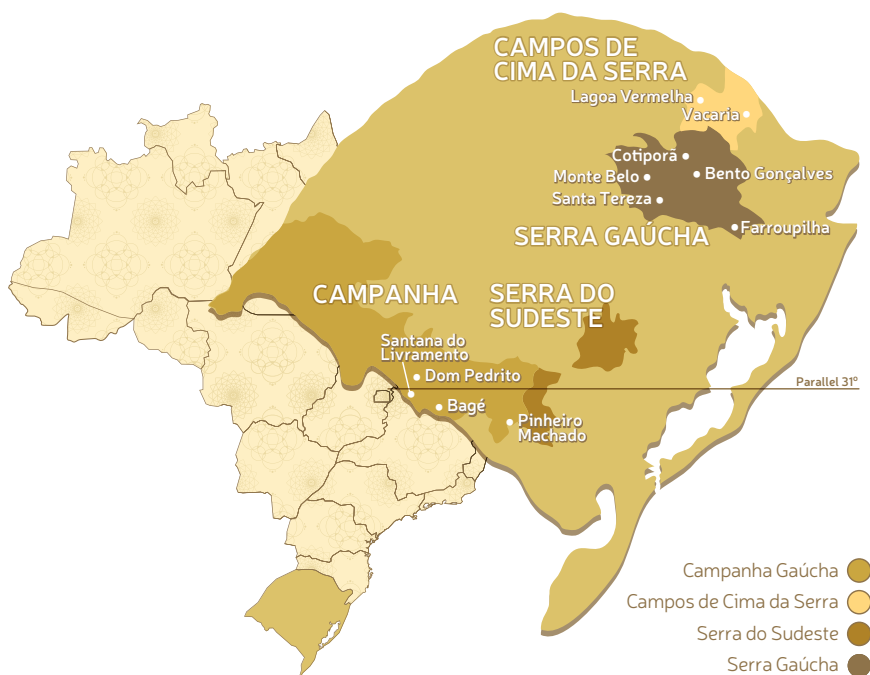 CAMPOS DE
CIMA DA SERRA
Lagoa Vermelha
Vacaria
Cotiporã
Monte Belo
Bento Gonçalves
Santa Tereza
Farroupilha
SERRA GAÚCHA
CAMPANHA
SERRA DO
SUDESTE
Santana do
Livramento
Dom Pedrito
Parallel 31º
Bagé
Pinheiro
Machado
Campanha Gaúcha
Campos de Cima da Serra
Serra do Sudeste
Serra Gaúcha